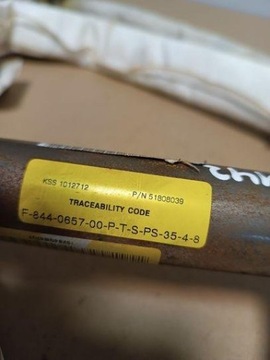 KSS 1012712 P/N 51808039
TRACEABILITY CODE
F-844-0657-00-P-T-S-PS-35-4-8